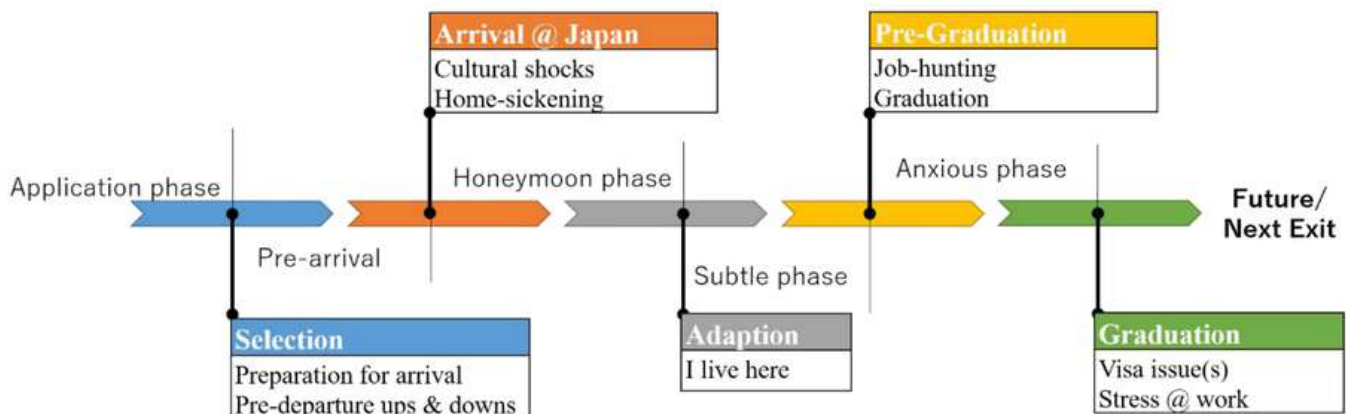 Arrival @ Japan
Cultural shocks
Home-sickening
Pre-Graduation
Job-hunting
Graduation
Application phase
Honeymoon phase
Anxious phase
Future/
Next Exit
Pre-arrival
Subtle phase
Selection
Preparation for arrival
Pre-departure ups & downs
Adaption
I live here
Graduation
Visa issue(s)
Stress @ work